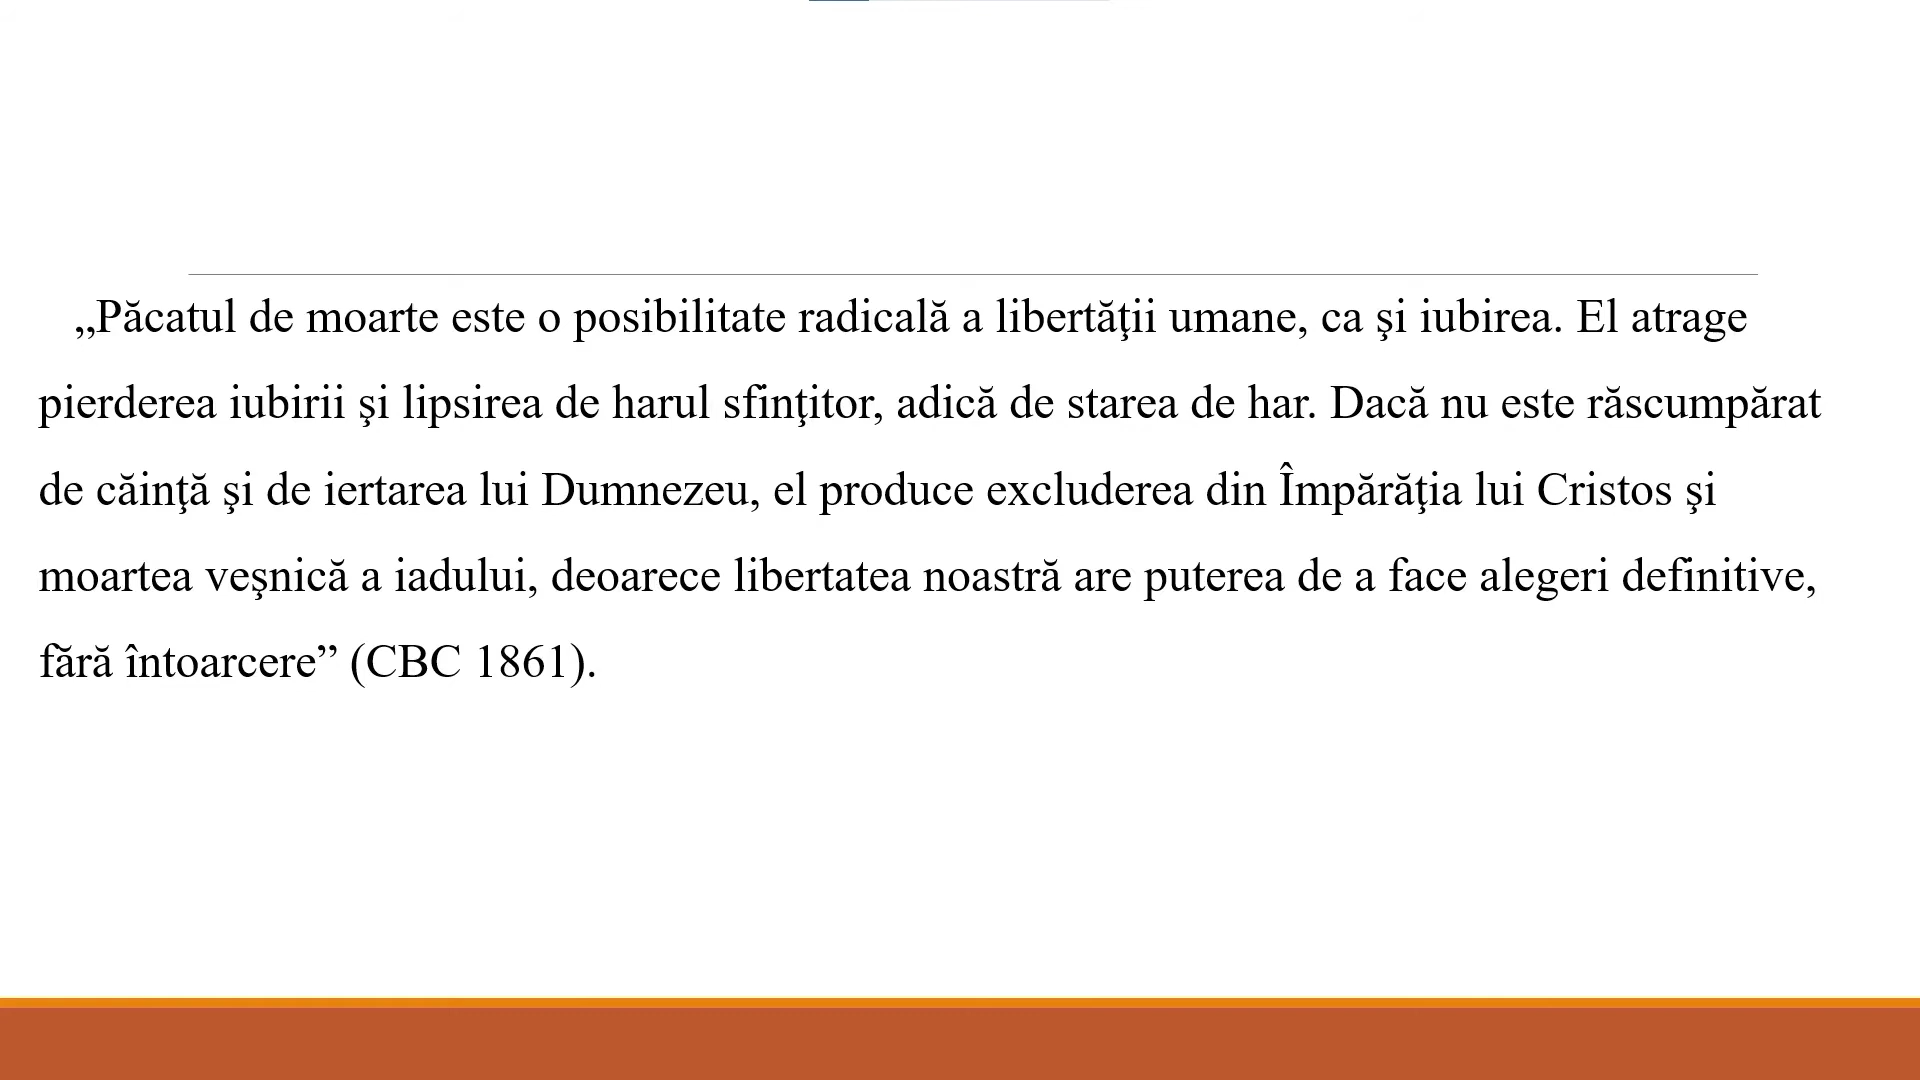 „Păcatul de moarte este o posibilitate radicală a libertăţii umane, ca şi iubirea. El atrage
pierderea iubirii şi lipsirea de harul sfinţitor, adică de starea de har. Dacă nu este răscumpărat
de căinţă şi de iertarea lui Dumnezeu, el produce excluderea din Împărăţia lui Cristos şi
moartea veşnică a iadului, deoarece libertatea noastră are puterea de a face alegeri definitive,
fără întoarcere” (CBC 1861).